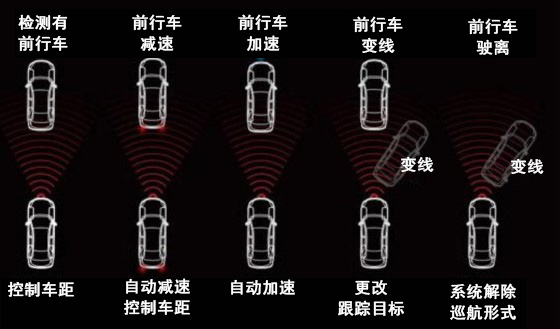 检测有
前行车
前行车
减速
前行车
加速
前行车
变线
前行车
驶离
变线
变线
控制车距
自动减速
控制车距
自动加速
更改
跟踪目标
系统解除
巡航形式